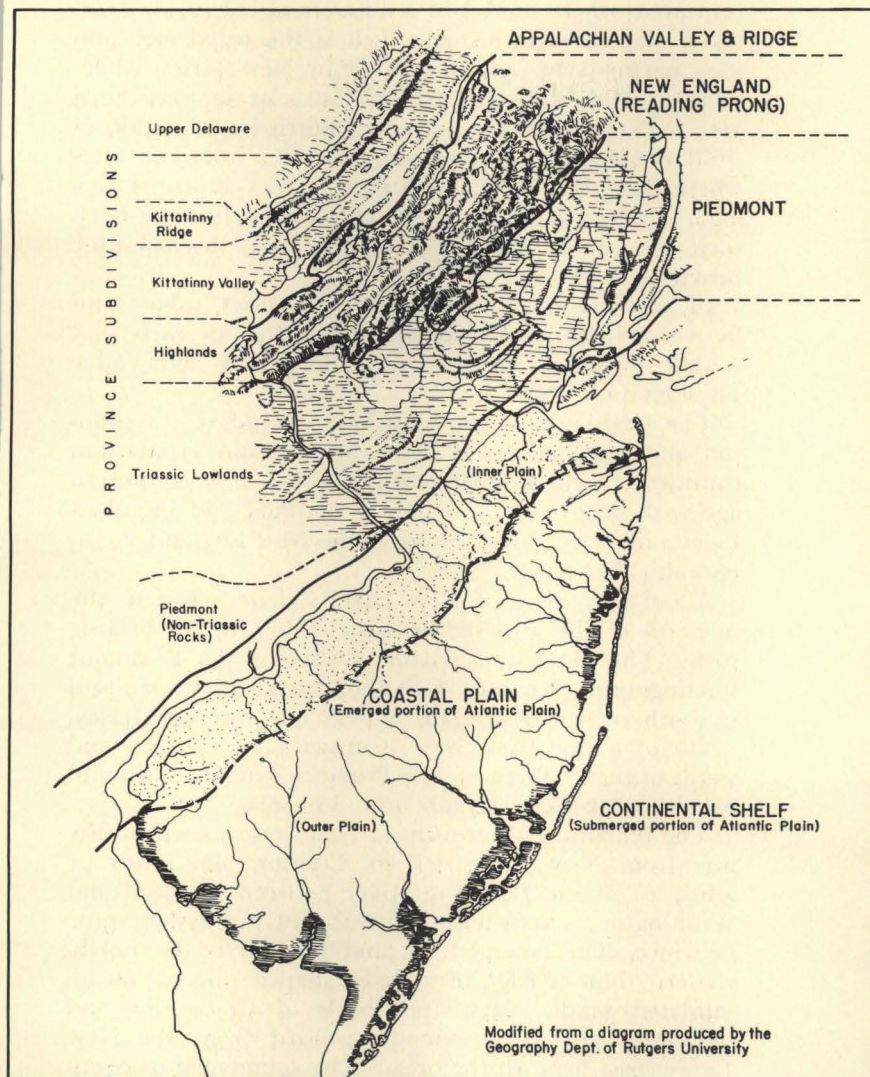 APPALACHIAN VALLEY & RIDGE
NEW ENGLAND
(READING PRONG)
Upper Delaware
PIEDMONT
PROVINCE SUBDIVISIONS
Kittatinny
Ridge
Kittatinny Valley
Highlands
Triassic Lowlands
(Inner Plain)
Piedmont
(Non-Triassic
Rocks)
COASTAL PLAIN
(Emerged portion of Atlantic Plain)
CONTINENTAL SHELF
(Submerged portion of Atlantic Plain)
(Outer Plain)
Modified from a diagram produced by the
Geography Dept. of Rutgers University